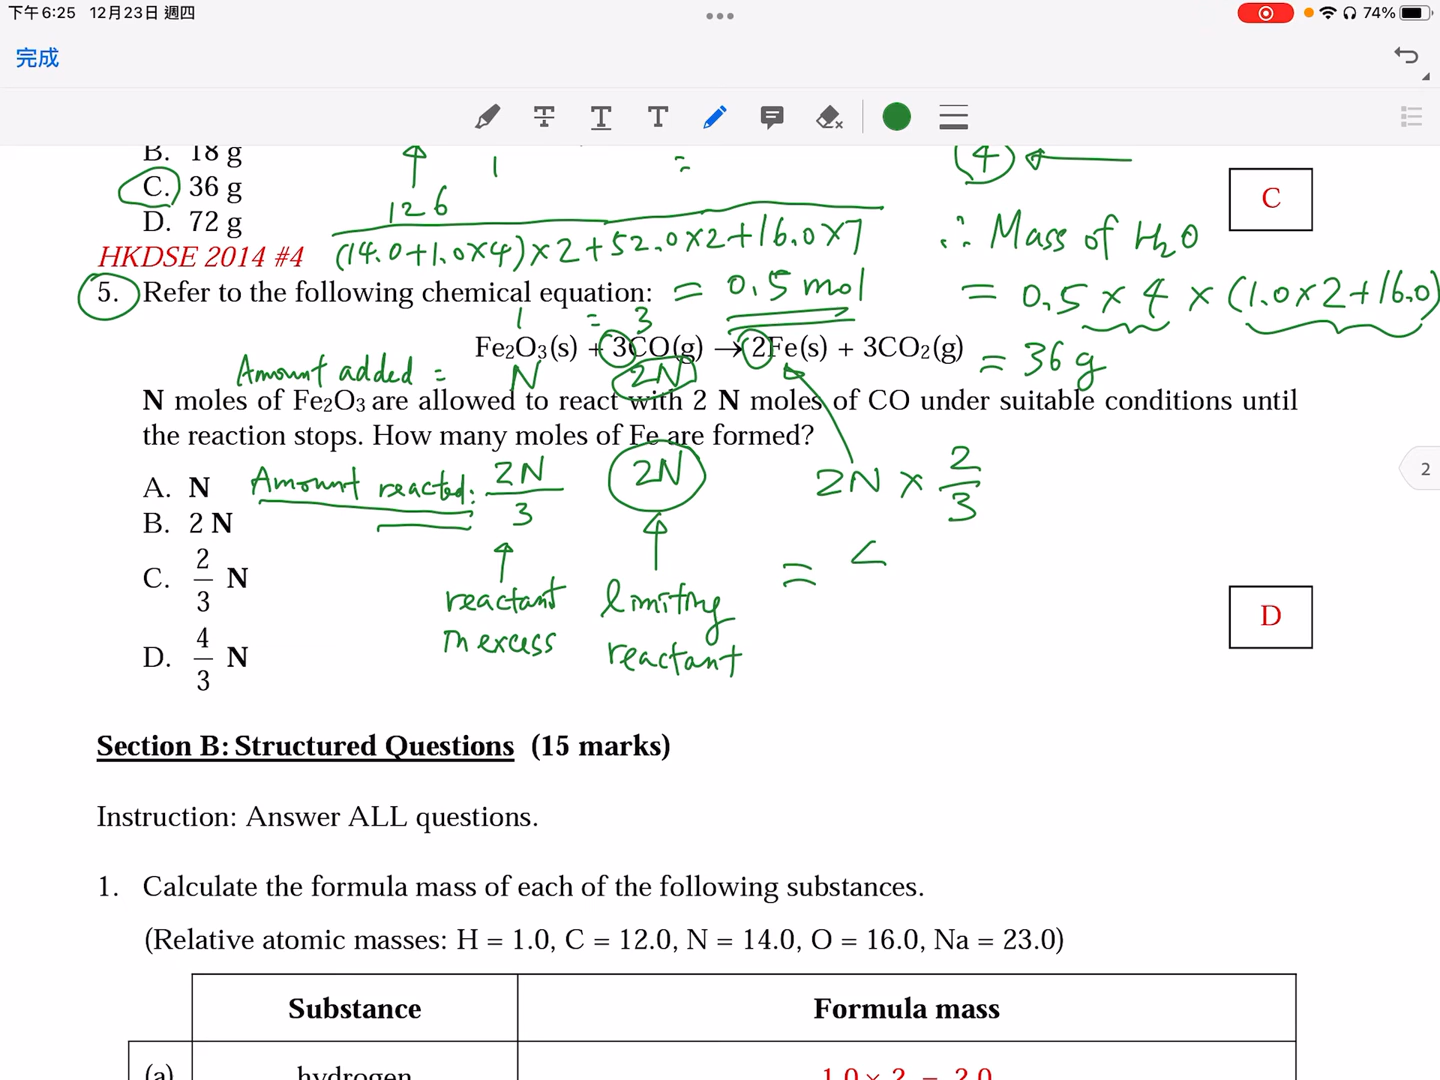 下午6:25 12月23日 週四
74%
完成
B. 18 g
↑ 1 =
(4) ←
C. 36 g
126
C
D. 72 g
(14.0+1.0×4)×2+52.0×2+16.0×7
∴ Mass of H2O
HKDSE 2014 #4
5. Refer to the following chemical equation:
= 0.5 mol
= 0.5 × 4 × (1.0×2+16.0)
1 = 3
Fe₂O₃(s) + 3CO(g) → 2Fe(s) + 3CO₂(g)
= 36 g
Amount added = N 2N
N moles of Fe₂O₃ are allowed to react with 2 N moles of CO under suitable conditions until
the reaction stops. How many moles of Fe are formed?
A. N
Amount reacted: 2N/3 2N
2N × 2/3
2
B. 2 N
C. 2/3 N
= <
reactant in excess
limiting reactant
D
D. 4/3 N
Section B: Structured Questions (15 marks)
Instruction: Answer ALL questions.
1. Calculate the formula mass of each of the following substances.
(Relative atomic masses: H = 1.0, C = 12.0, N = 14.0, O = 16.0, Na = 23.0)
Substance Formula mass
(a) hydrogen 1.0 × 2 = 2.0